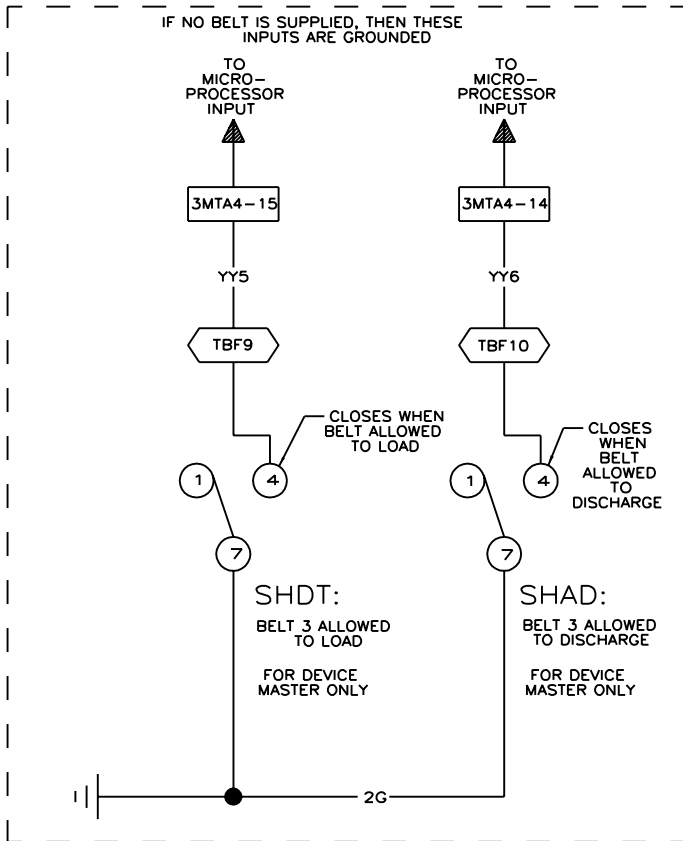 IF NO BELT IS SUPPLIED, THEN THESE
INPUTS ARE GROUNDED
TO
MICRO-
PROCESSOR
INPUT
TO
MICRO-
PROCESSOR
INPUT
3MTA4-15
3MTA4-14
YY5
YY6
TBF9
TBF10
CLOSES WHEN
BELT ALLOWED
TO LOAD
CLOSES
WHEN
BELT
ALLOWED
TO
DISCHARGE
1
4
1
4
7
7
SHDT:
BELT 3 ALLOWED
TO LOAD
FOR DEVICE
MASTER ONLY
SHAD:
BELT 3 ALLOWED
TO DISCHARGE
FOR DEVICE
MASTER ONLY
2G